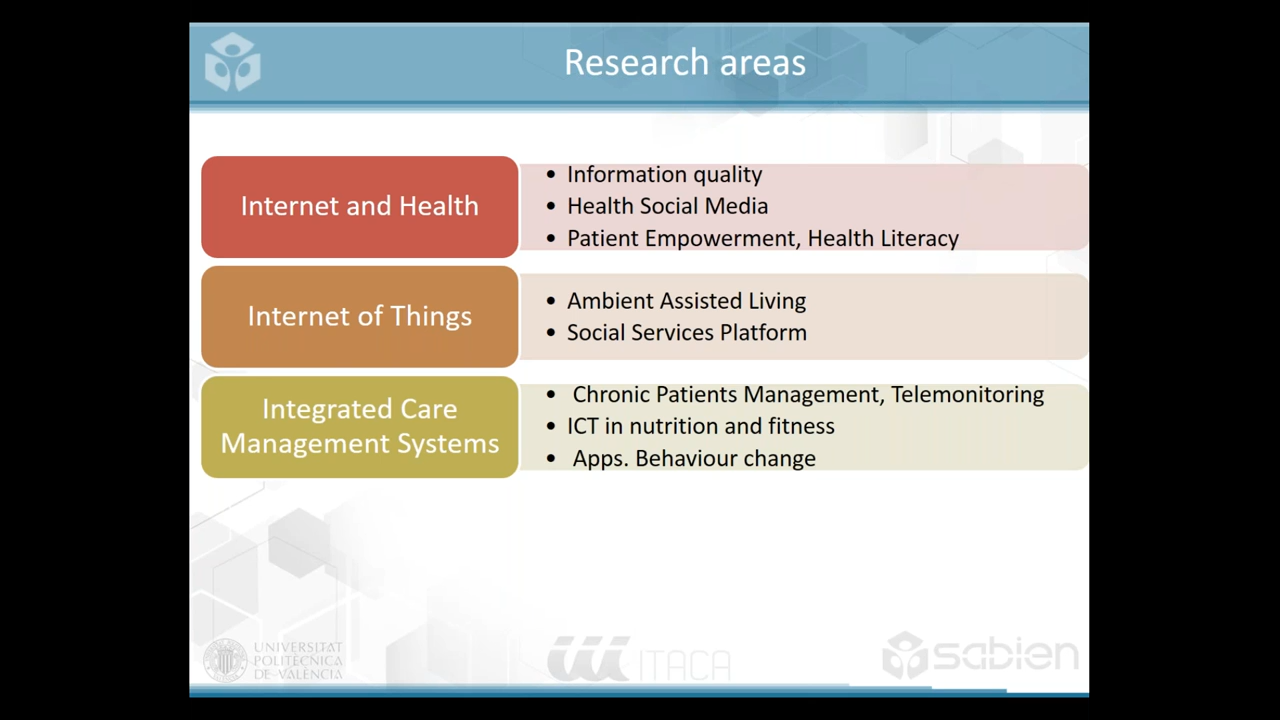 Research areas
Internet and Health
• Information quality
• Health Social Media
• Patient Empowerment, Health Literacy
Internet of Things
• Ambient Assisted Living
• Social Services Platform
Integrated Care
Management Systems
• Chronic Patients Management, Telemonitoring
• ICT in nutrition and fitness
• Apps. Behaviour change
UNIVERSITAT
POLITÈCNICA
DE VALÈNCIA
ITACA
sabien